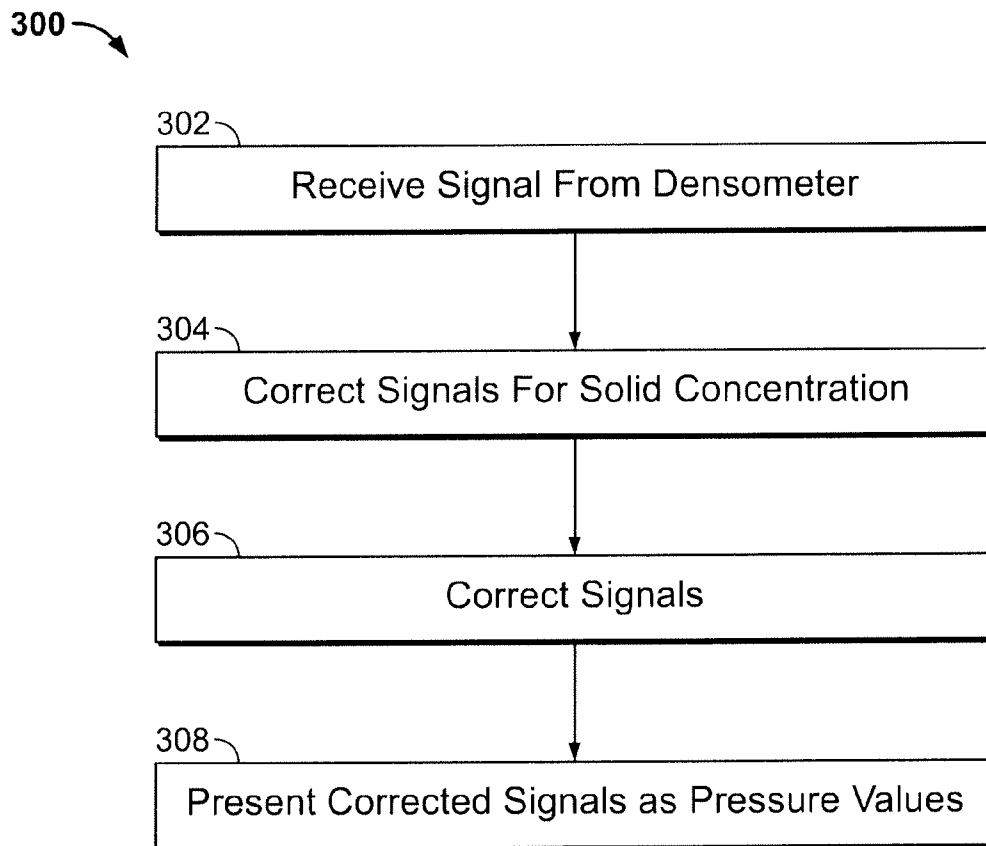 300
302
Receive Signal From Densometer
304
Correct Signals For Solid Concentration
306
Correct Signals
308
Present Corrected Signals as Pressure Values